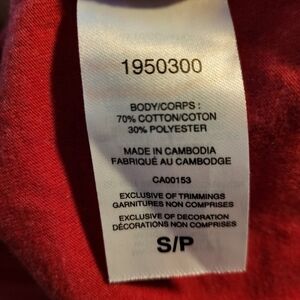 1950300
BODY/CORPS :
70% COTTON/COTON
30% POLYESTER
MADE IN CAMBODIA
FABRIQUÉ AU CAMBODGE
CA00153
EXCLUSIVE OF TRIMMINGS
GARNITURES NON COMPRISES
EXCLUSIVE OF DECORATION
DÉCORATIONS NON COMPRISES
S/P